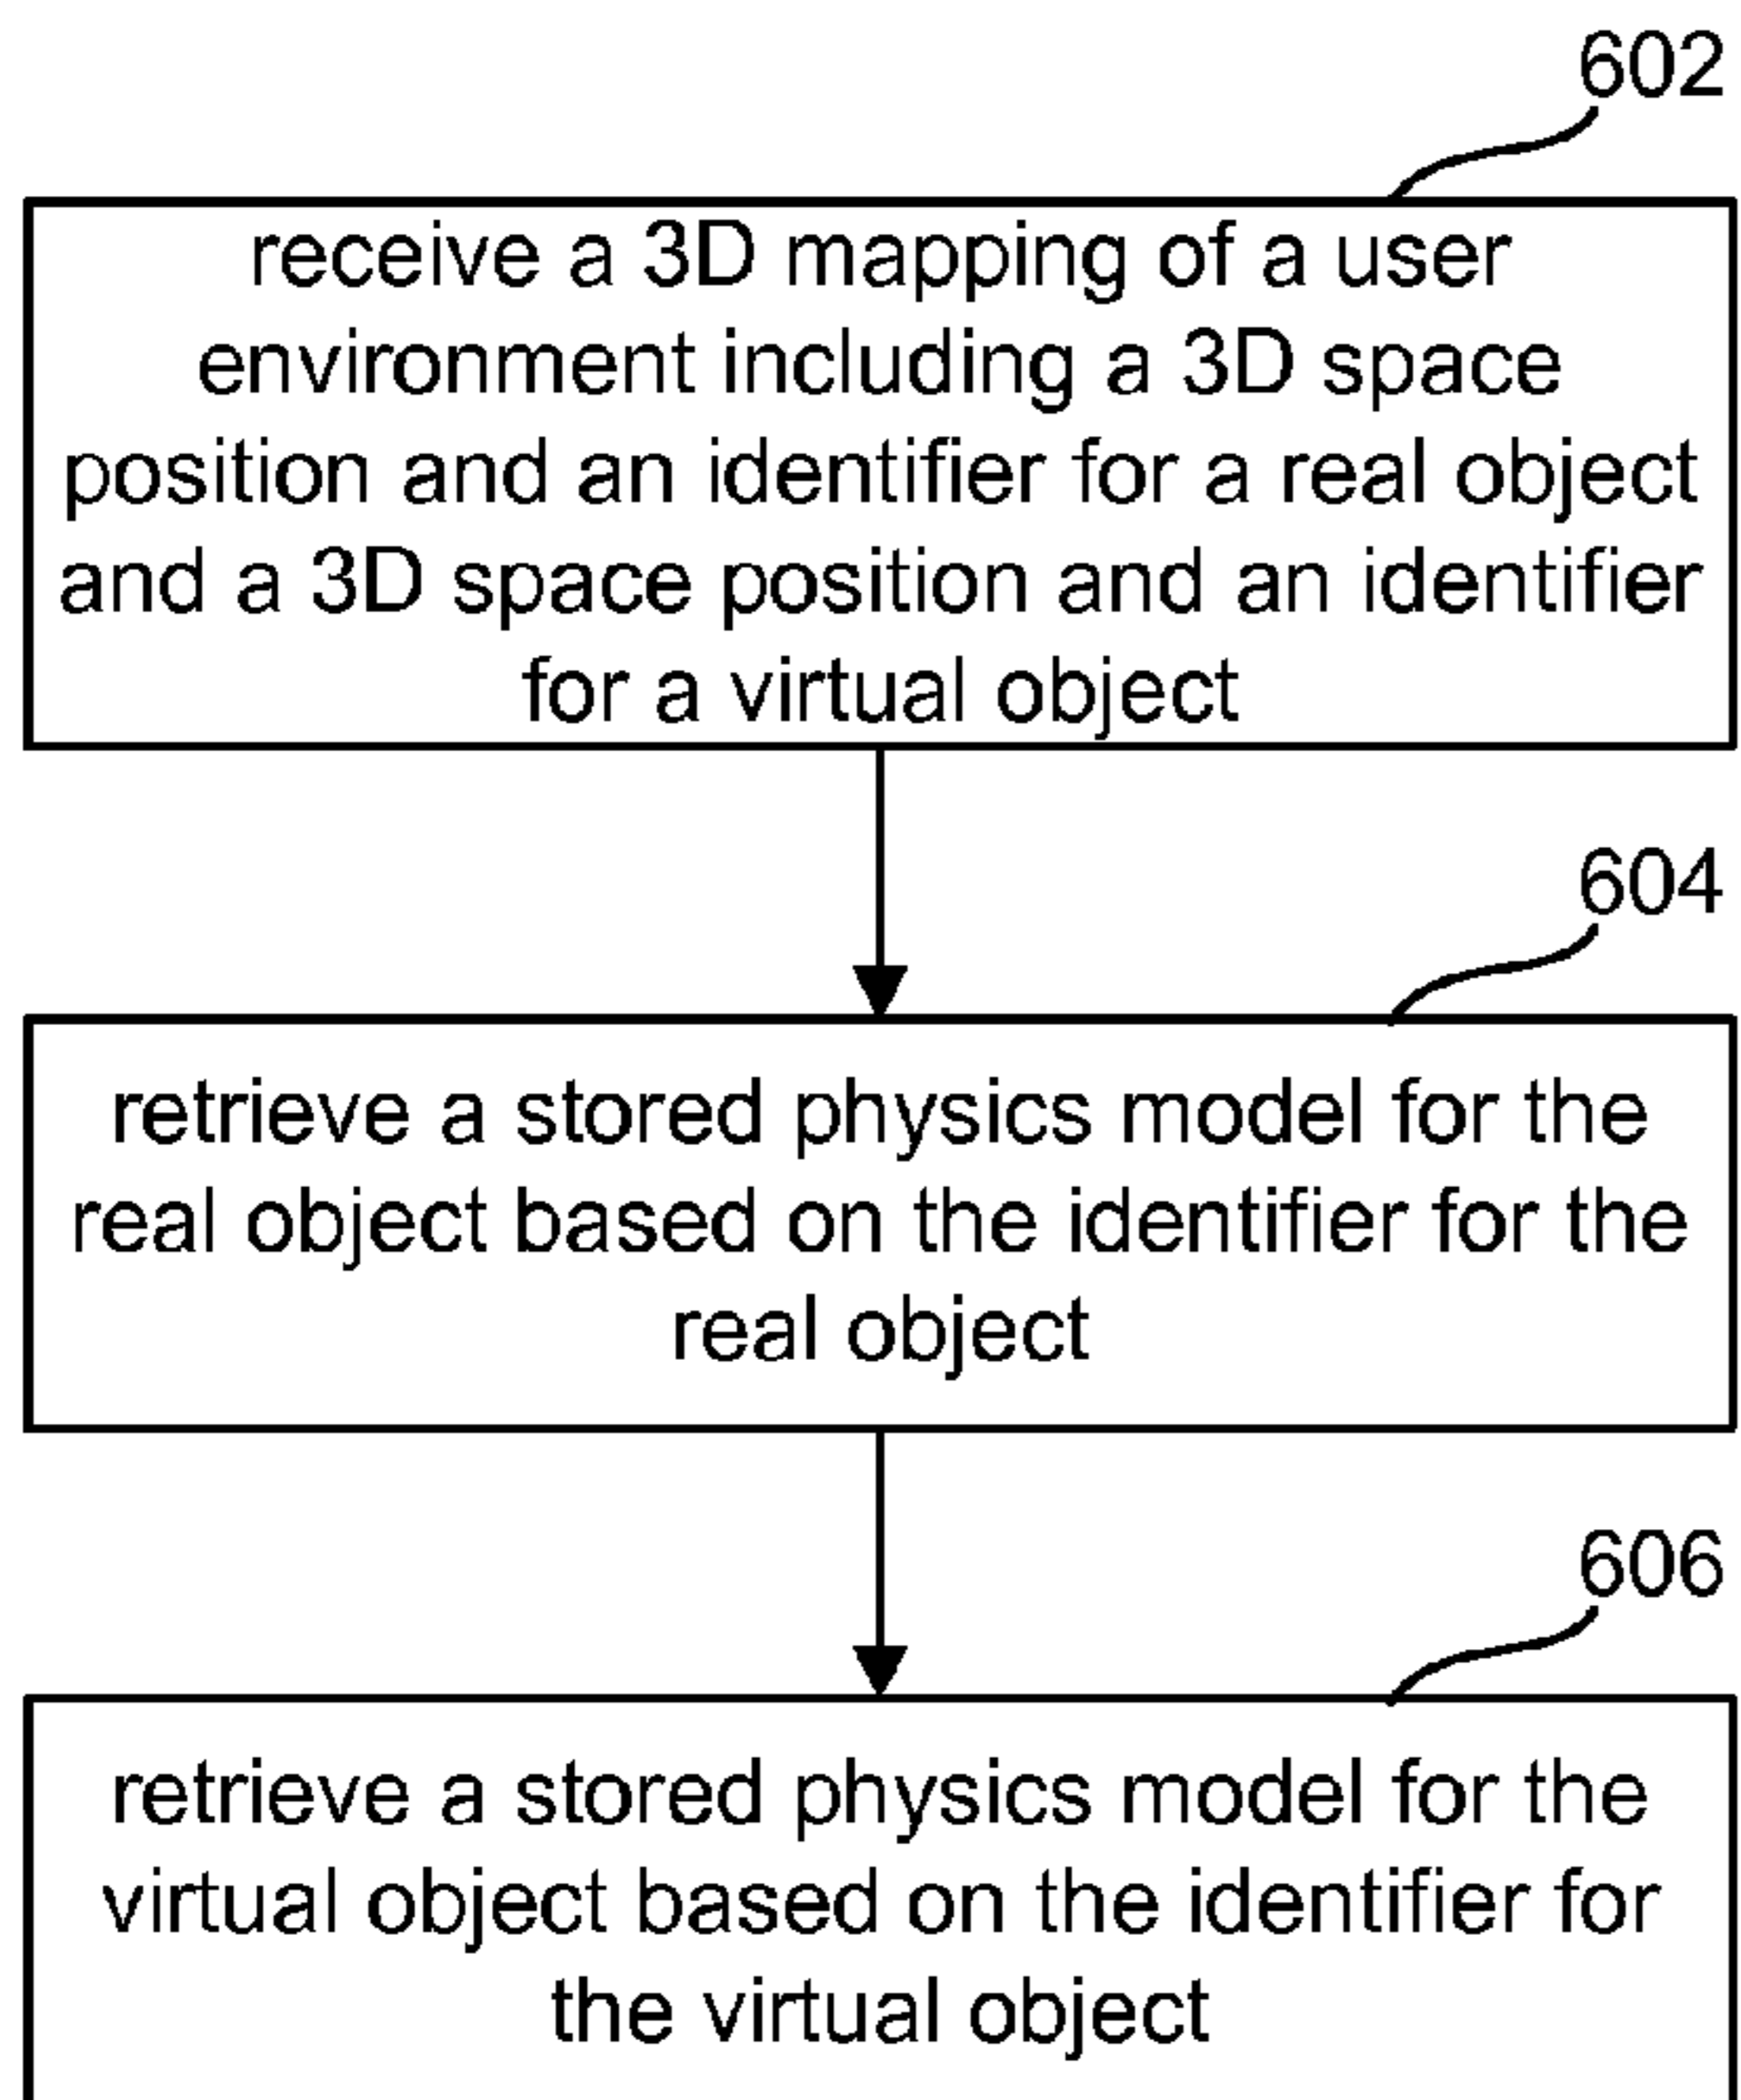 602
receive a 3D mapping of a user
environment including a 3D space
position and an identifier for a real object
and a 3D space position and an identifier
for a virtual object
604
retrieve a stored physics model for the
real object based on the identifier for the
real object
606
retrieve a stored physics model for the
virtual object based on the identifier for
the virtual object